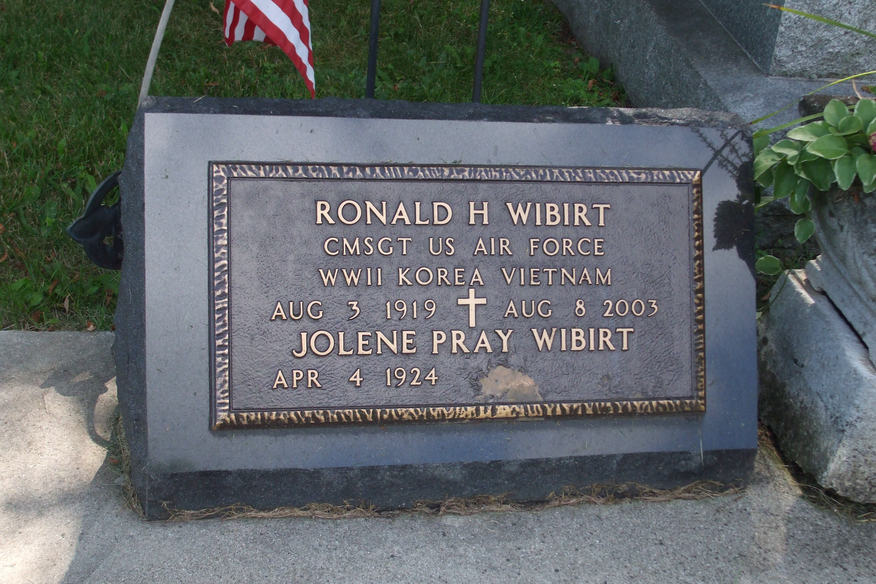 RONALD H WIBIRT
CMSGT US AIR FORCE
WWII KOREA VIETNAM
AUG 3 1919 AUG 8 2003
JOLENE PRAY WIBIRT
APR 4 1924